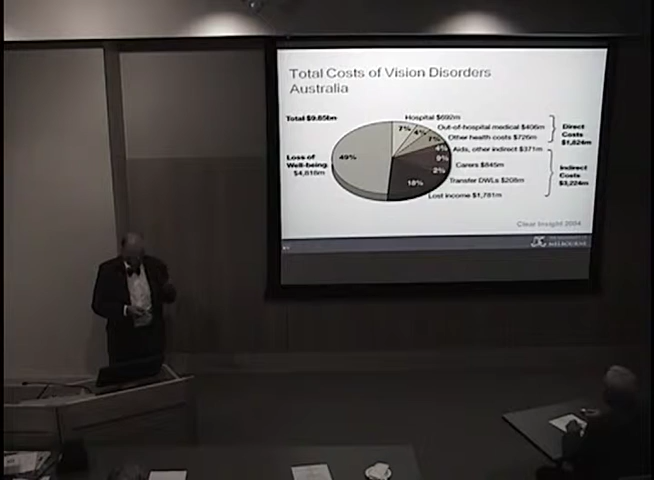 Total Costs of Vision Disorders
Australia
Total $9.85bn
Hospital $692m
Out-of-hospital medical $406m
Other health costs $726m
Aids, other indirect $371m
Carers $845m
Transfer DWLs $208m
Lost income $1,781m
Direct
Costs
$1,824m
Indirect
Costs
$3,224m
Loss of
Well-being
$4,816m
49%
7%
4%
7%
4%
9%
2%
18%
Clear Insight 2004
MELBOURNE